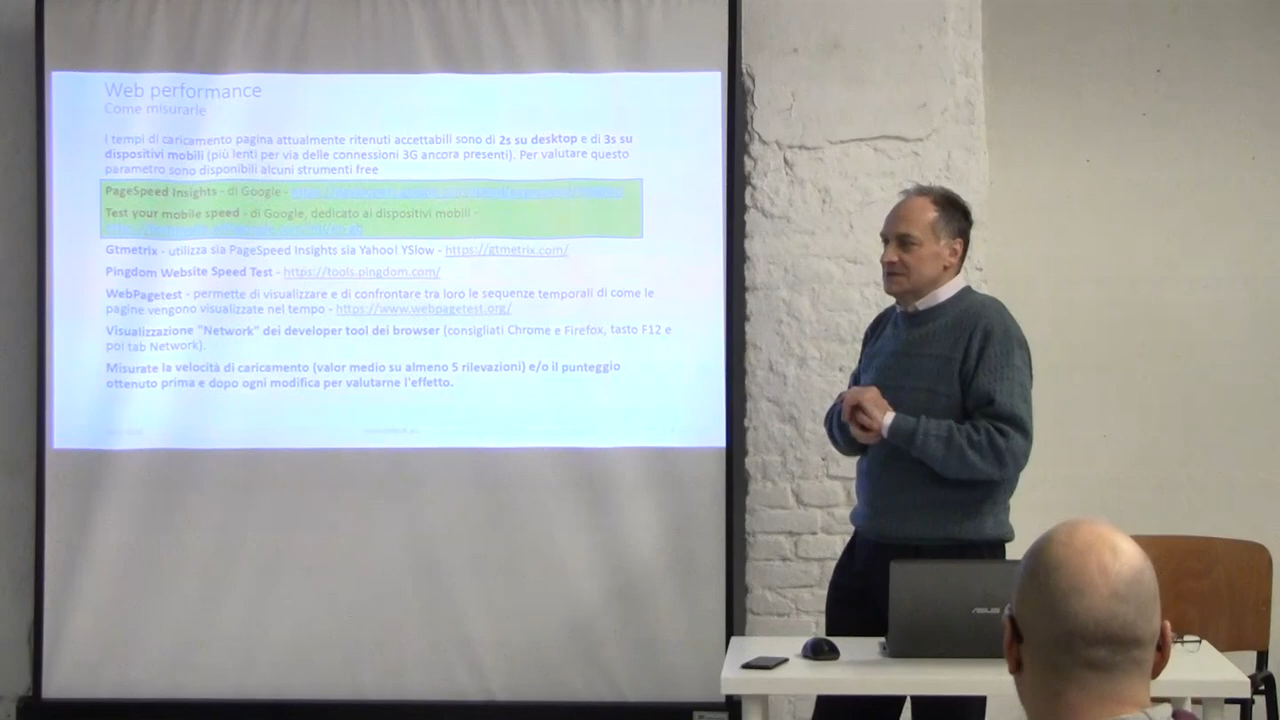 Web performance
Come misurarle
I tempi di caricamento pagina attualmente ritenuti accettabili sono di 2s su desktop e di 3s su
dispositivi mobili (più lenti per via delle connessioni 3G ancora presenti). Per valutare questo
parametro sono disponibili alcuni strumenti free
PageSpeed Insights - di Google -
Test your mobile speed - di Google, dedicato ai dispositivi mobili -
Gtmetrix - utilizza sia PageSpeed Insights sia Yahoo! YSlow - https://gtmetrix.com/
Pingdom Website Speed Test - https://tools.pingdom.com/
WebPagetest - permette di visualizzare e di confrontare tra loro le sequenze temporali di come le
pagine vengono visualizzate nel tempo - https://www.webpagetest.org/
Visualizzazione "Network" dei developer tool dei browser (consigliati Chrome e Firefox, tasto F12 e
poi tab Network).
Misurate la velocità di caricamento (valor medio su almeno 5 rilevazioni) e/o il punteggio
ottenuto prima e dopo ogni modifica per valutarne l'effetto.
ASUS